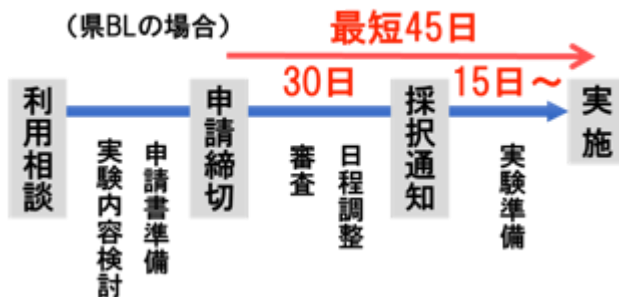 （県BLの場合）
最短45日
30日
15日～
利用相談
実験内容検討
申請書準備
申請締切
審査
日程調整
採択通知
実験準備
実施